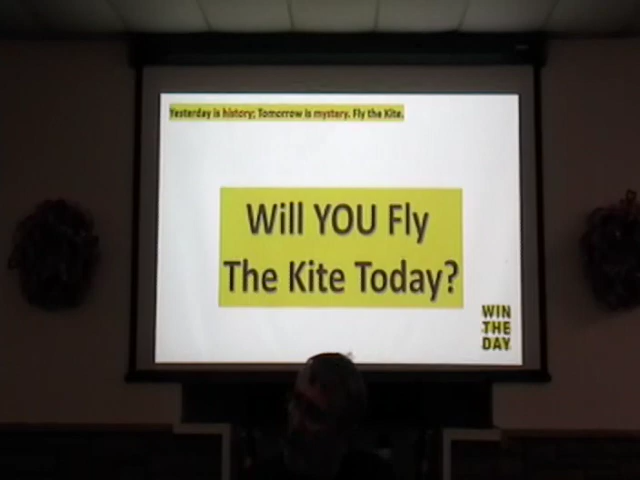 Yesterday is history; Tomorrow is mystery. Fly the Kite.
Will YOU Fly
The Kite Today?
WIN
THE
DAY